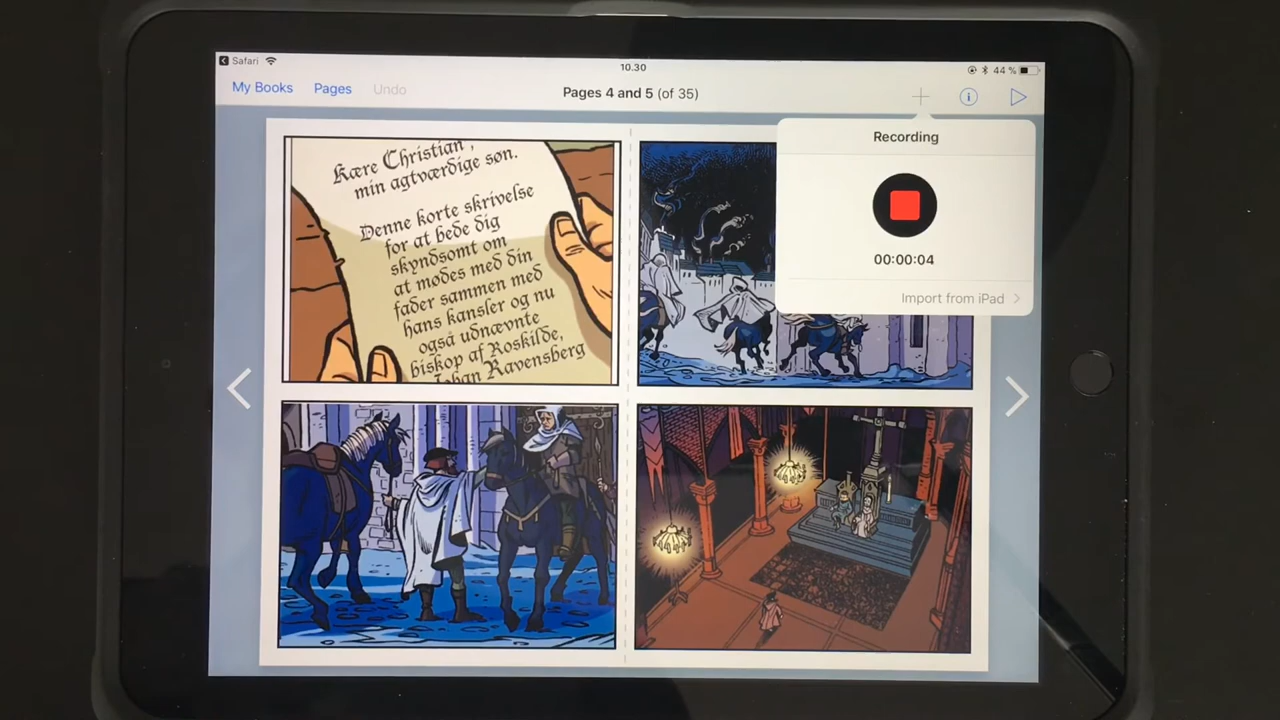 Safari
10.30
44 %
My Books
Pages
Undo
Pages 4 and 5 (of 35)
Recording
00:00:04
Import from iPad
Kære Christian,
min agtværdige søn.
Denne korte skrivelse
for at bede dig
skyndsomt om
at mødes med din
fader sammen med
hans kansler og nu
også udnævnte
biskop af Roskilde,
Johan Ravensberg